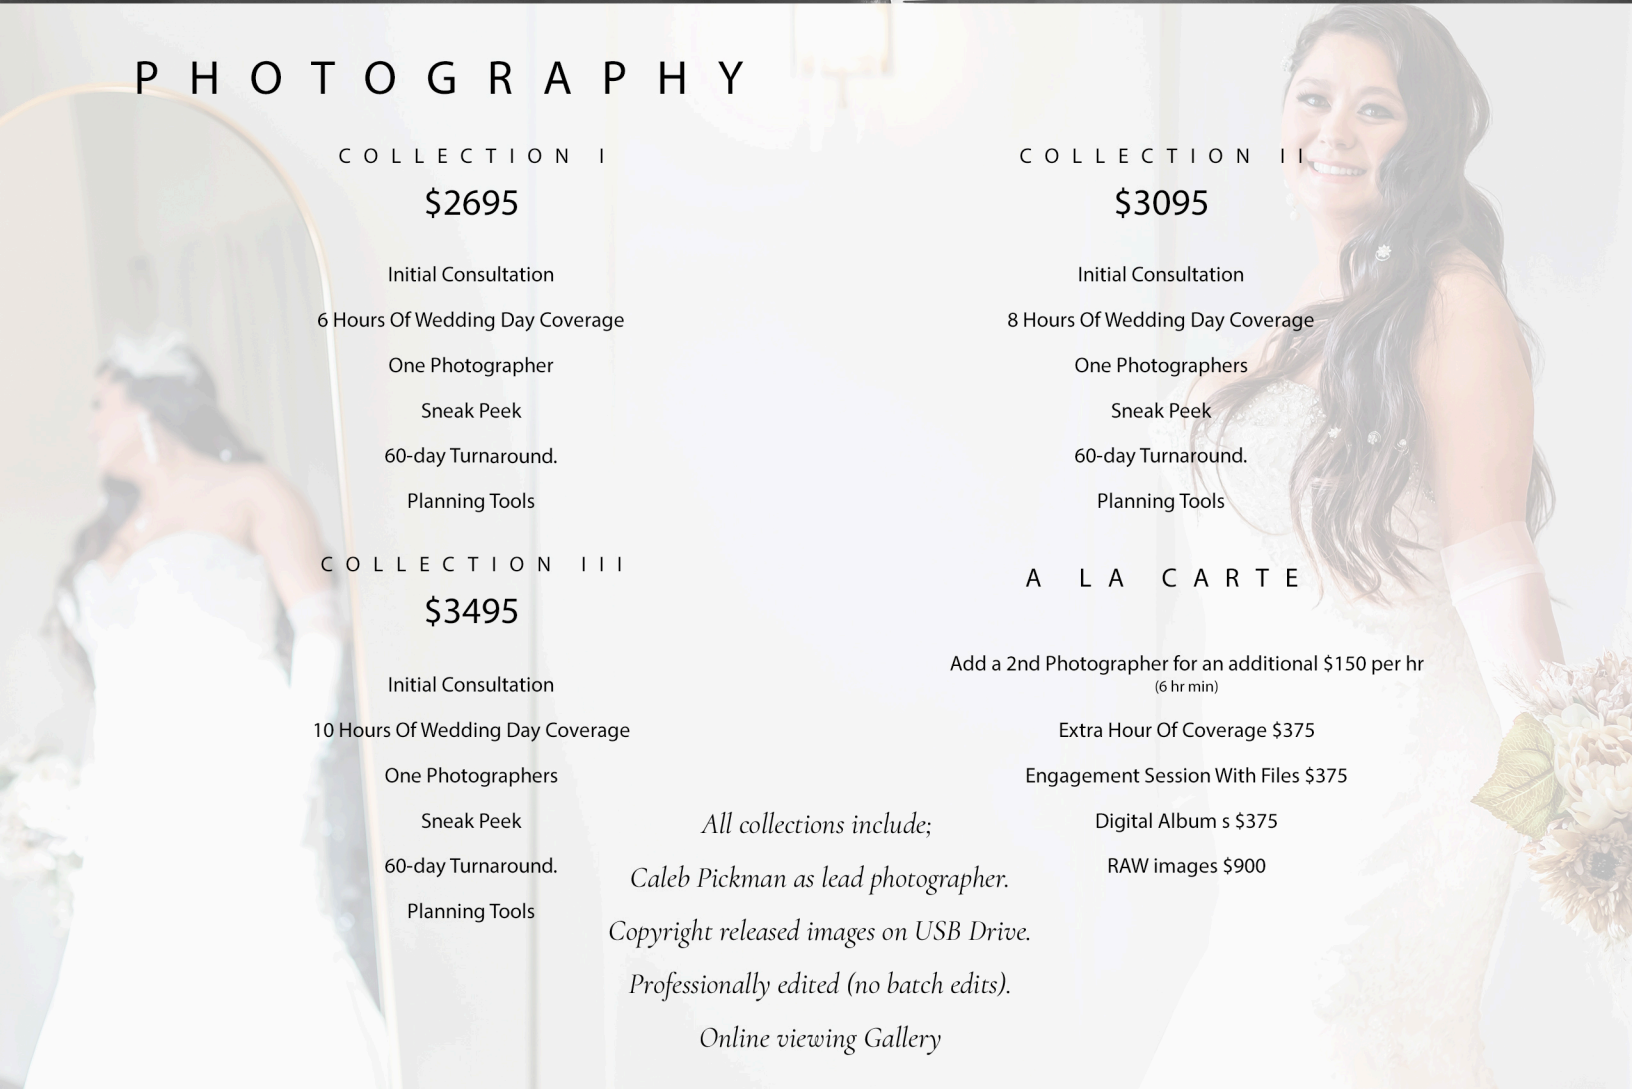 PHOTOGRAPHY
COLLECTION I
$2695
Initial Consultation
6 Hours Of Wedding Day Coverage
One Photographer
Sneak Peek
60-day Turnaround.
Planning Tools
COLLECTION II
$3095
Initial Consultation
8 Hours Of Wedding Day Coverage
One Photographers
Sneak Peek
60-day Turnaround.
Planning Tools
COLLECTION III
$3495
Initial Consultation
10 Hours Of Wedding Day Coverage
One Photographers
Sneak Peek
60-day Turnaround.
Planning Tools
A LA CARTE
Add a 2nd Photographer for an additional $150 per hr
(6 hr min)
Extra Hour Of Coverage $375
Engagement Session With Files $375
Digital Album s $375
RAW images $900
All collections include;
Caleb Pickman as lead photographer.
Copyright released images on USB Drive.
Professionally edited (no batch edits).
Online viewing Gallery